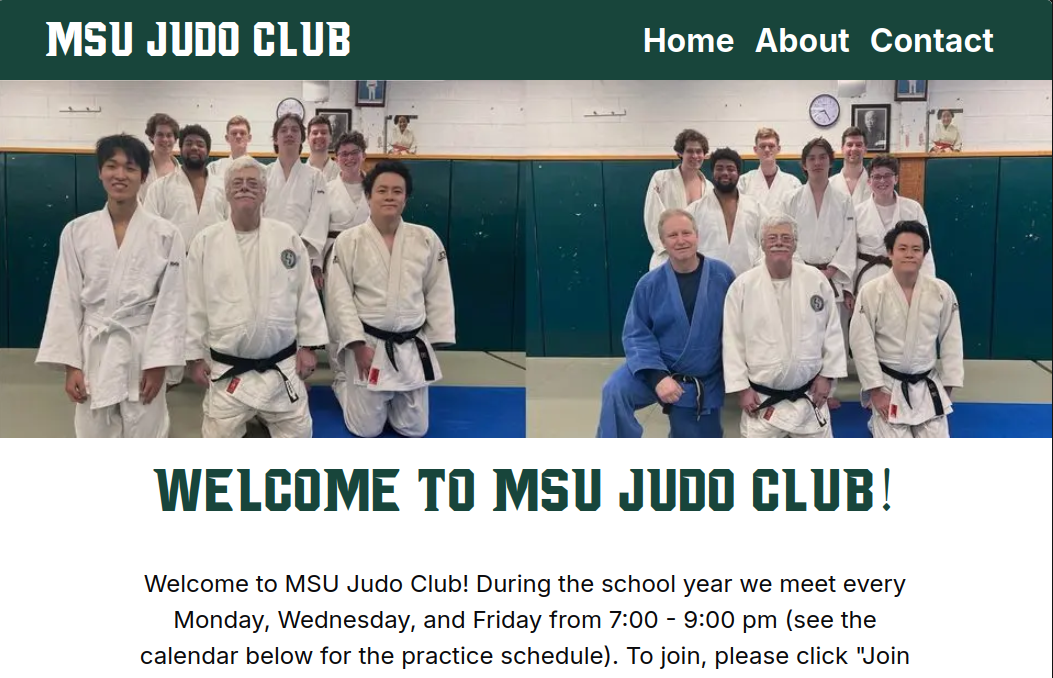 MSU JUDO CLUB
Home About Contact
WELCOME TO MSU JUDO CLUB!
Welcome to MSU Judo Club! During the school year we meet every
Monday, Wednesday, and Friday from 7:00 - 9:00 pm (see the
calendar below for the practice schedule). To join, please click "Join